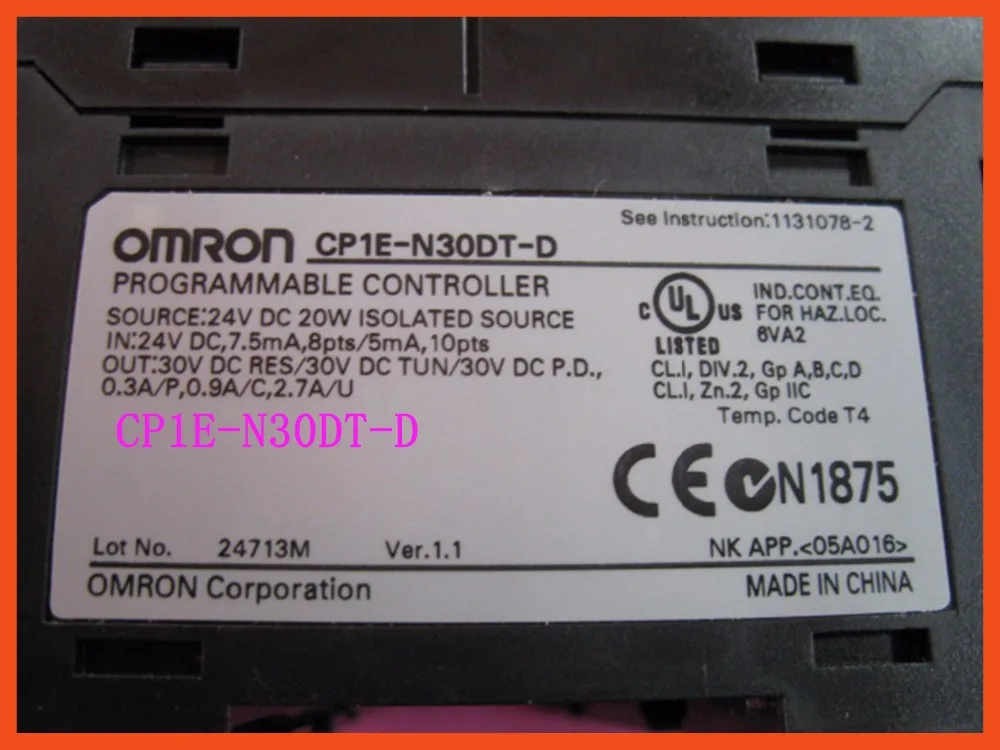 See Instruction:1131078-2
OMRON CP1E-N30DT-D
PROGRAMMABLE CONTROLLER
SOURCE:24V DC 20W ISOLATED SOURCE
IN:24V DC,7.5mA,8pts/5mA,10pts
OUT:30V DC RES/30V DC TUN/30V DC P.D.,
0.3A/P,0.9A/C,2.7A/U
C UL US
LISTED
IND.CONT.EQ.
FOR HAZ.LOC.
6VA2
CL.I, DIV.2, Gp A,B,C,D
CL.I, Zn.2, Gp IIC
Temp. Code T4
CP1E-N30DT-D
CE N1875
Lot No. 24713M Ver.1.1 NK APP.<05A016>
OMRON Corporation MADE IN CHINA